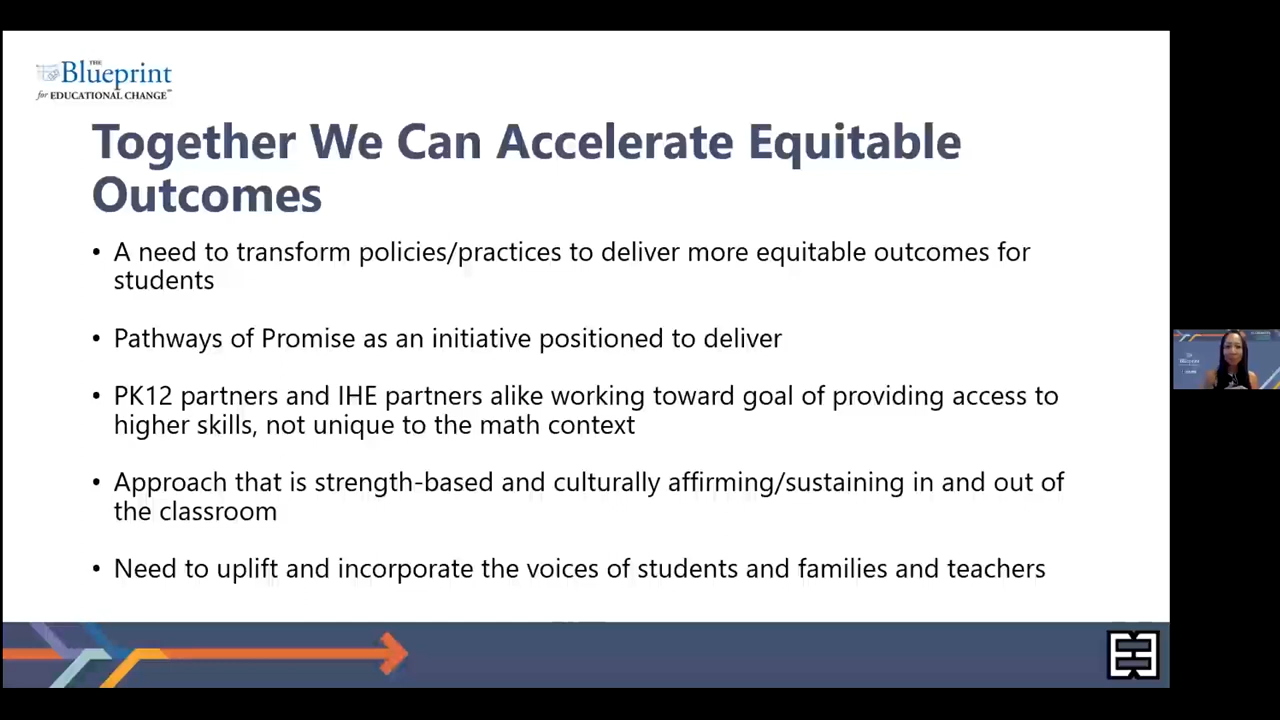 THE
Blueprint
for EDUCATIONAL CHANGE™
Together We Can Accelerate Equitable
Outcomes
• A need to transform policies/practices to deliver more equitable outcomes for
students
• Pathways of Promise as an initiative positioned to deliver
• PK12 partners and IHE partners alike working toward goal of providing access to
higher skills, not unique to the math context
• Approach that is strength-based and culturally affirming/sustaining in and out of
the classroom
• Need to uplift and incorporate the voices of students and families and teachers
Blueprint